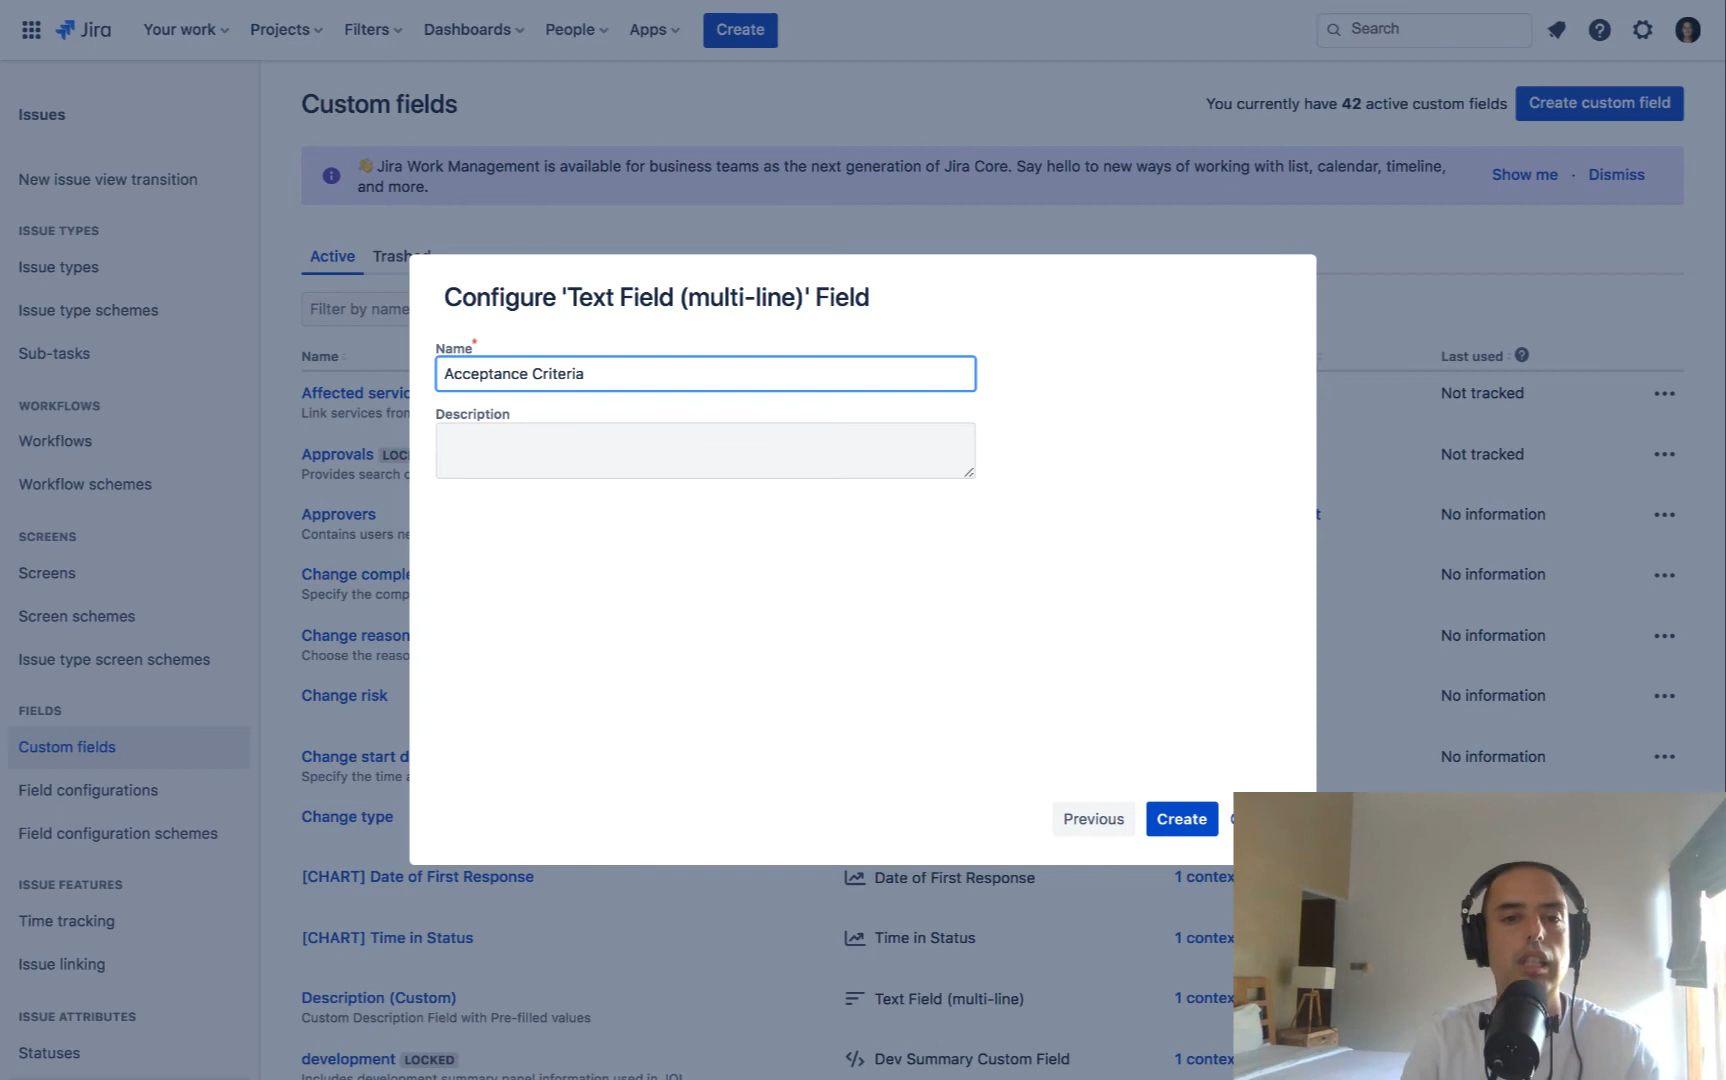 Jira
Your work
Projects
Filters
Dashboards
People
Apps
Create
Search
Issues
New issue view transition
ISSUE TYPES
Issue types
Issue type schemes
Sub-tasks
WORKFLOWS
Workflows
Workflow schemes
SCREENS
Screens
Screen schemes
Issue type screen schemes
FIELDS
Custom fields
Field configurations
Field configuration schemes
ISSUE FEATURES
Time tracking
Issue linking
ISSUE ATTRIBUTES
Statuses
Custom fields
You currently have 42 active custom fields
Create custom field
👋 Jira Work Management is available for business teams as the next generation of Jira Core. Say hello to new ways of working with list, calendar, timeline,
and more.
Show me · Dismiss
Active
Trashed
Filter by name
Name
Last used
Configure 'Text Field (multi-line)' Field
Name*
Acceptance Criteria
Description
Previous
Create
Affected servic
Link services from
Not tracked
Approvals
Provides search
Not tracked
Approvers
Contains users ne
No information
Change comple
Specify the comp
No information
Change reason
Choose the reaso
No information
Change risk
No information
Change start d
Specify the time a
No information
Change type
[CHART] Date of First Response
Date of First Response
1 contex
[CHART] Time in Status
Time in Status
1 contex
Description (Custom)
Custom Description Field with Pre-filled values
Text Field (multi-line)
1 contex
development LOCKED
Includes development summary panel information used in JQL
Dev Summary Custom Field
1 contex